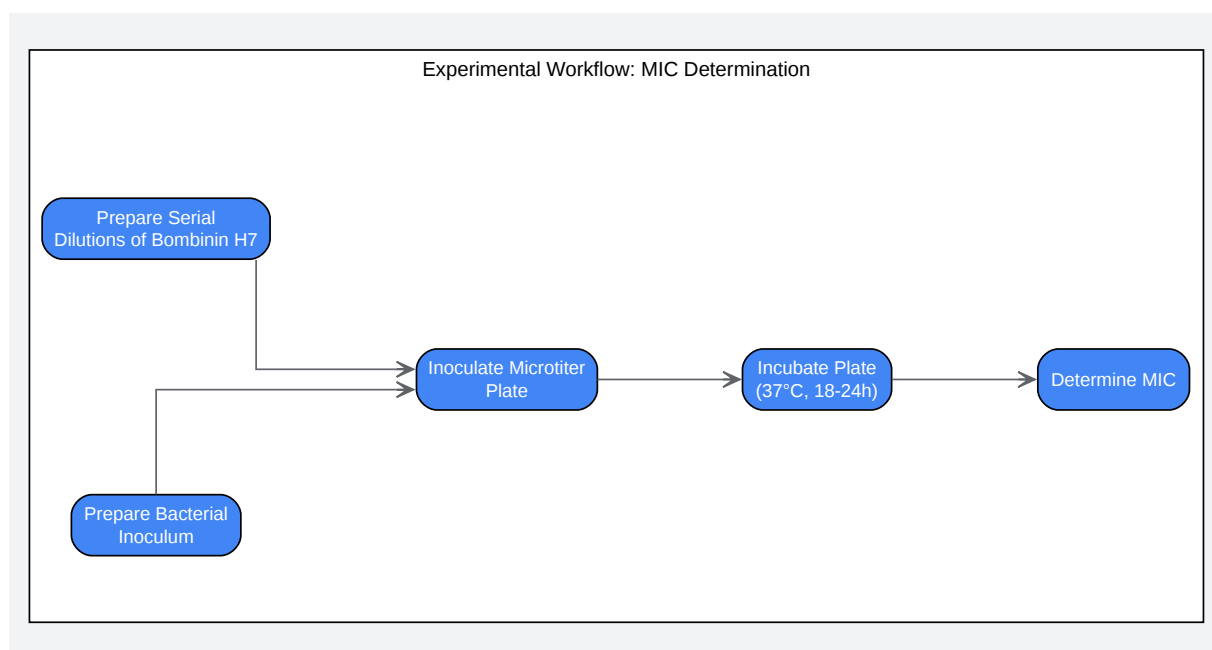 Experimental Workflow: MIC Determination
Prepare Serial
Dilutions of Bombinin H7
Prepare Bacterial
Inoculum
Inoculate Microtiter
Plate
Incubate Plate
(37°C, 18-24h)
Determine MIC